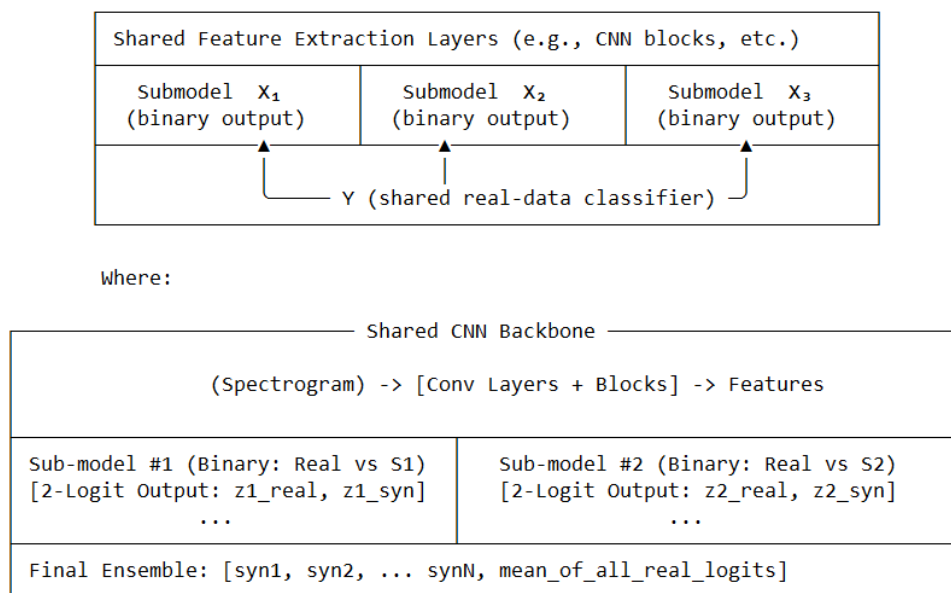 Shared Feature Extraction Layers (e.g., CNN blocks, etc.)
Submodel X₁ Submodel X₂ Submodel X₃
(binary output) (binary output) (binary output)
Y (shared real-data classifier)
Where:
Shared CNN Backbone
(Spectrogram) -> [Conv Layers + Blocks] -> Features
Sub-model #1 (Binary: Real vs S1) Sub-model #2 (Binary: Real vs S2)
[2-Logit Output: z1_real, z1_syn] [2-Logit Output: z2_real, z2_syn]
... ...
Final Ensemble: [syn1, syn2, ... synN, mean_of_all_real_logits]